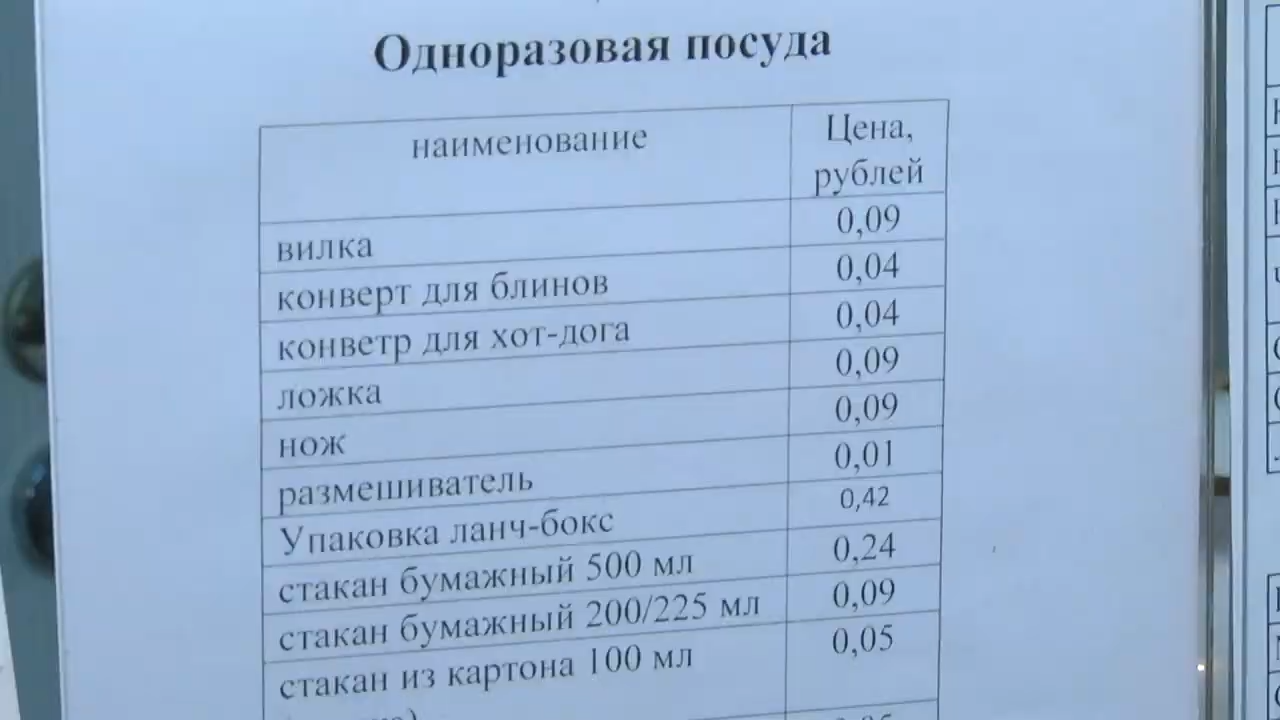 Одноразовая посуда
наименование Цена,
рублей
вилка 0,09
конверт для блинов 0,04
конветр для хот-дога 0,04
ложка 0,09
нож 0,09
размешиватель 0,01
Упаковка ланч-бокс 0,42
стакан бумажный 500 мл 0,24
стакан бумажный 200/225 мл 0,09
стакан из картона 100 мл 0,05